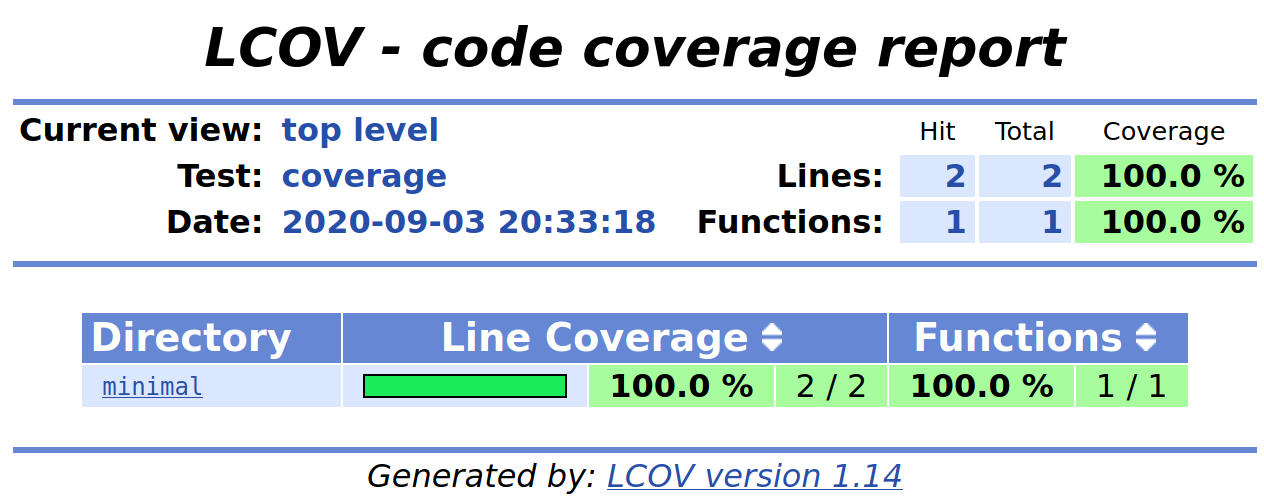 LCOV - code coverage report
Current view: top level Hit Total Coverage
Test: coverage Lines: 2 2 100.0 %
Date: 2020-09-03 20:33:18 Functions: 1 1 100.0 %
Directory Line Coverage Functions
minimal 100.0 % 2 / 2 100.0 % 1 / 1
Generated by: LCOV version 1.14